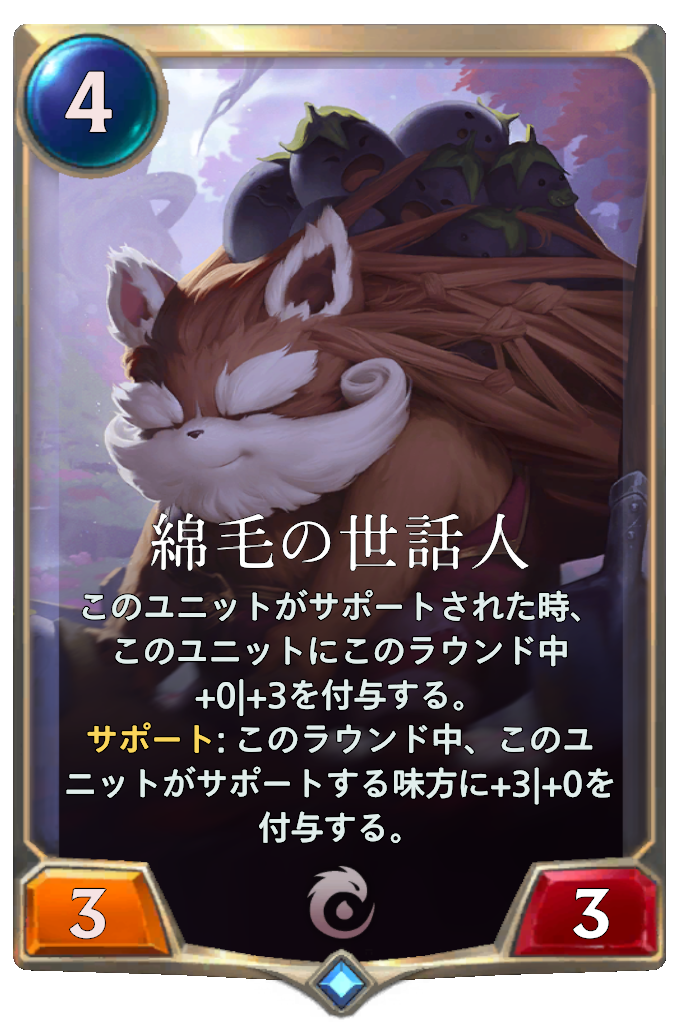 4
綿毛の世話人
このユニットがサポートされた時、
このユニットにこのラウンド中
+0|+3を付与する。
サポート: このラウンド中、このユ
ニットがサポートする味方に+3|+0を
付与する。
3
3